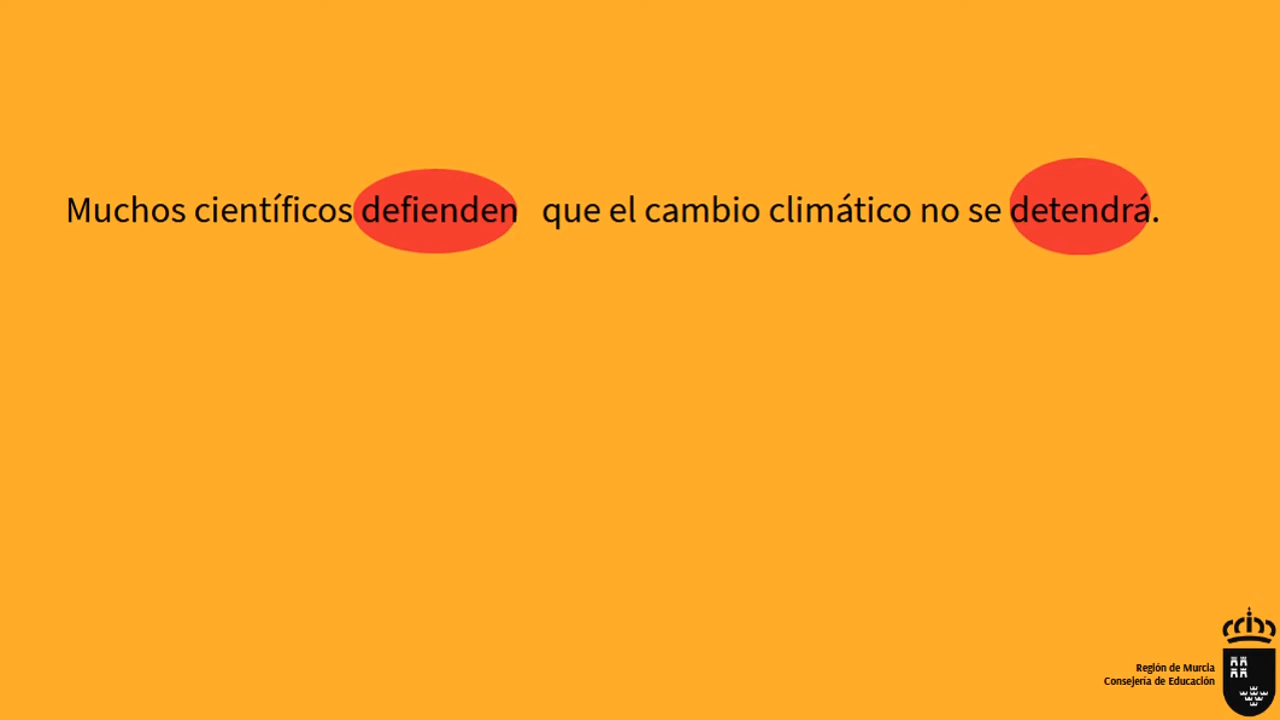 Muchos científicos defienden que el cambio climático no se detendrá.
Región de Murcia
Consejería de Educación